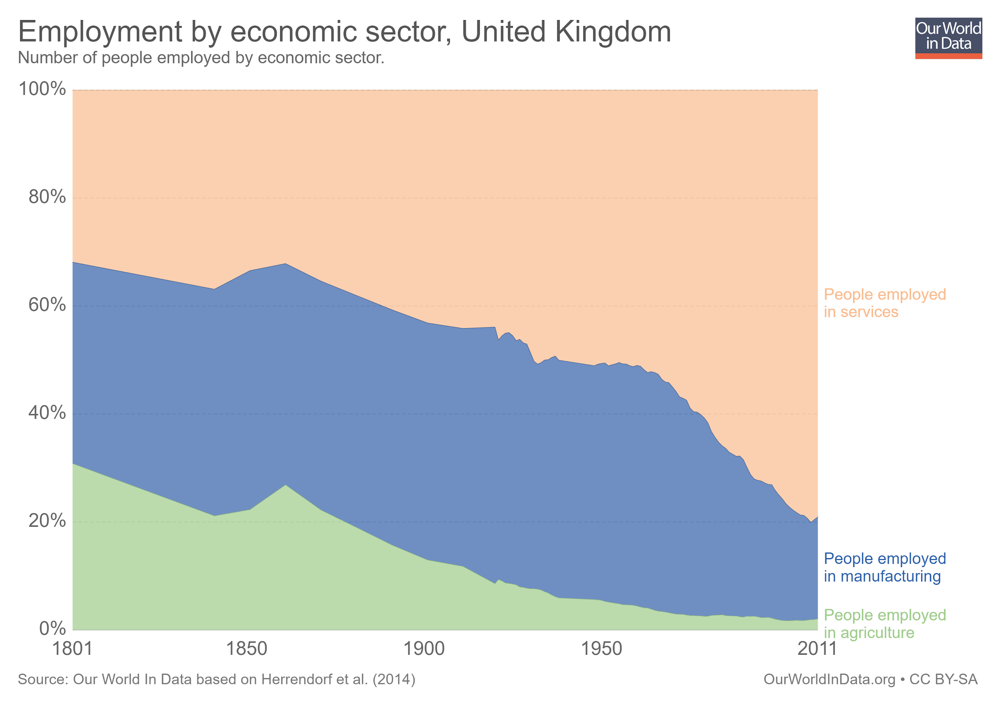 Employment by economic sector, United Kingdom
Number of people employed by economic sector.
Our World
in Data
100%
80%
60%
40%
20%
0%
People employed
in services
People employed
in manufacturing
People employed
in agriculture
1801
1850
1900
1950
2011
Source: Our World In Data based on Herrendorf et al. (2014)
OurWorldInData.org • CC BY-SA